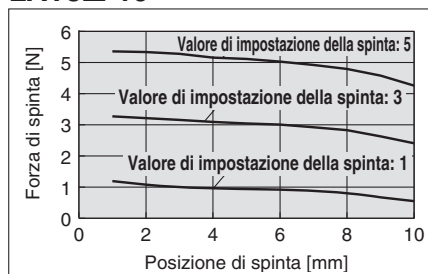 6
5
4
3
2
1
0
Forza di spinta [N]
Valore di impostazione della spinta: 5
Valore di impostazione della spinta: 3
Valore di impostazione della spinta: 1
0 2 4 6 8 10
Posizione di spinta [mm]